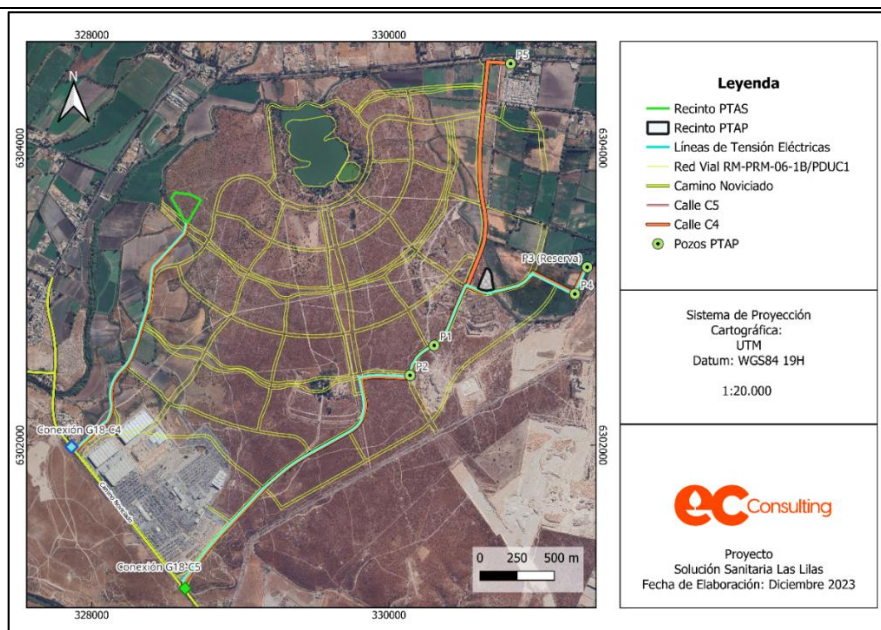 328000
330000
N
P5
6304000
6304000
P3 (Reserva)
P4
P1
P2
Conexión G18-C4
6302000
6302000
Camino Noviciado
Conexión G18-C5
0 250 500 m
328000
330000
Leyenda
Recinto PTAS
Recinto PTAP
Líneas de Tensión Eléctricas
Red Vial RM-PRM-06-1B/PDUC1
Camino Noviciado
Calle C5
Calle C4
Pozos PTAP
Sistema de Proyección
Cartográfica:
UTM
Datum: WGS84 19H
1:20.000
ec Consulting
Proyecto
Solución Sanitaria Las Lilas
Fecha de Elaboración: Diciembre 2023